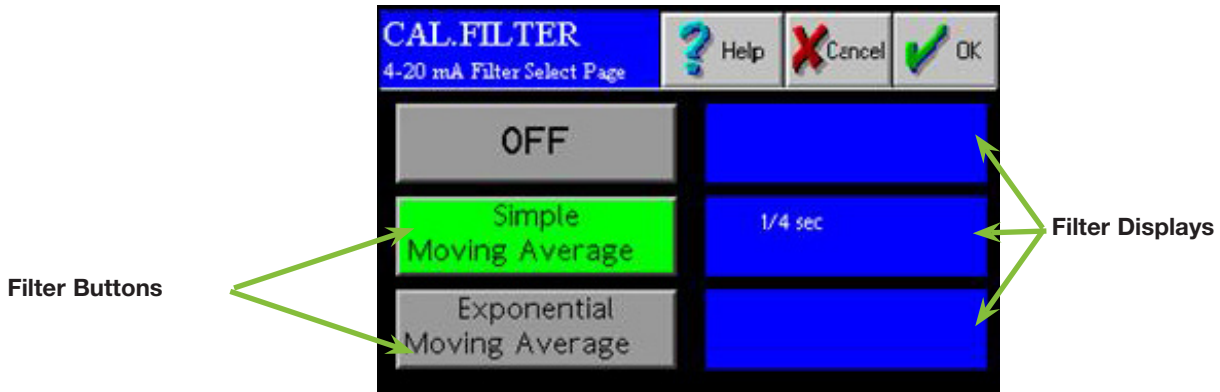 CAL.FILTER
4-20 mA Filter Select Page
Help
Cancel
OK
OFF
Simple
Moving Average
1/4 sec
Exponential
Moving Average
Filter Buttons
Filter Displays